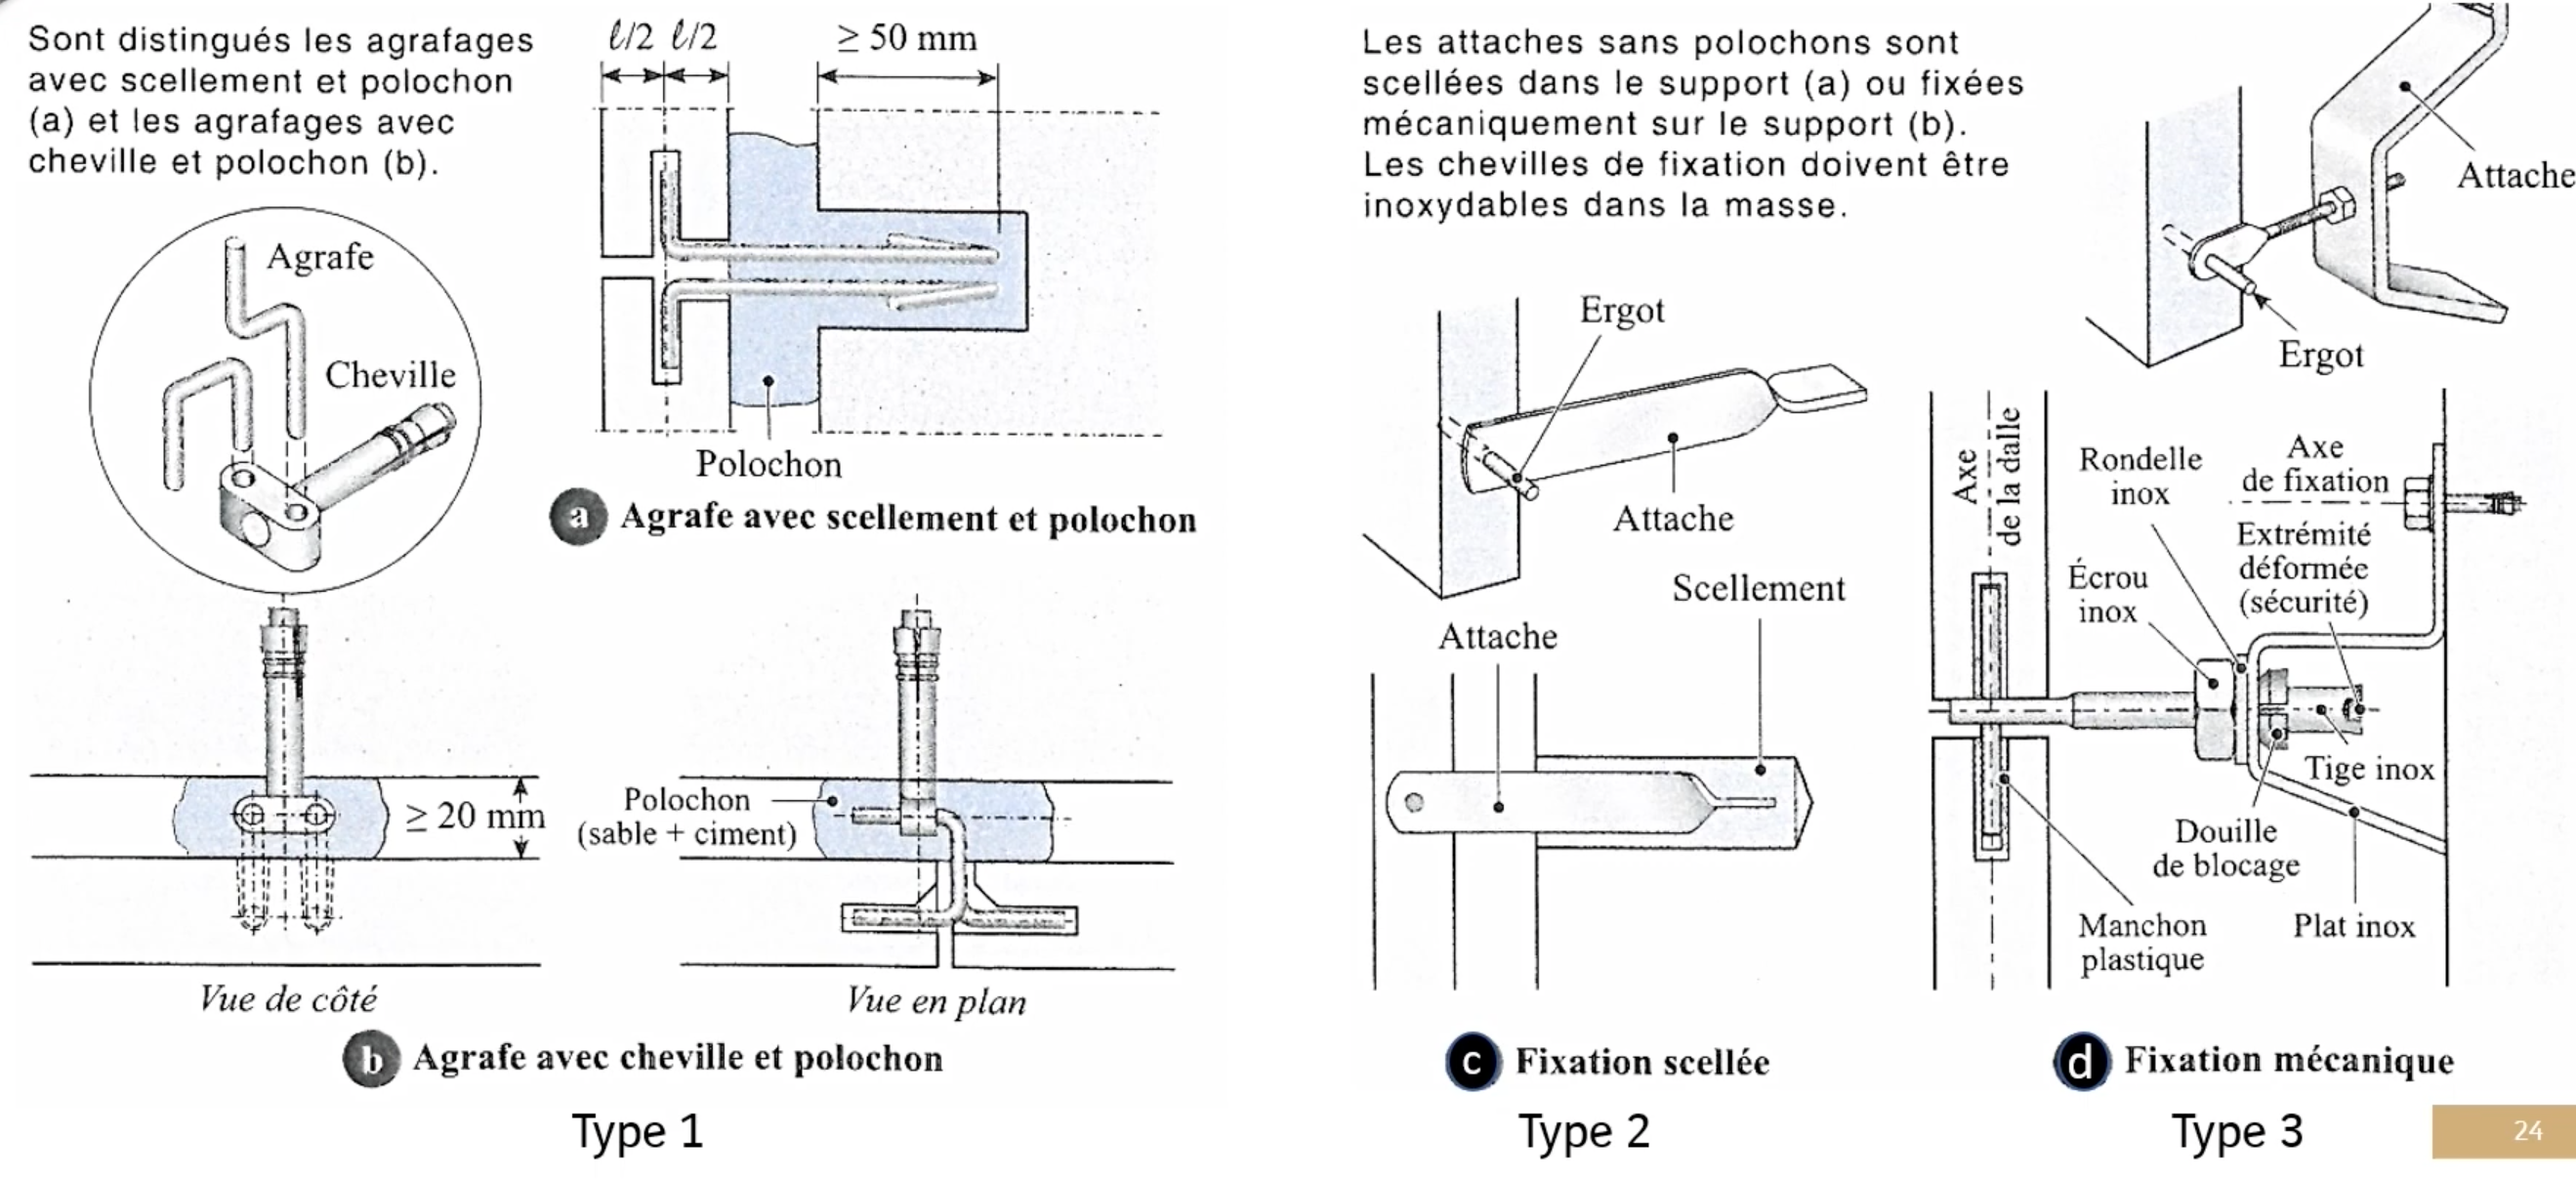 Sont distingués les agrafages
avec scellement et polochon
(a) et les agrafages avec
cheville et polochon (b).
ℓ/2 ℓ/2
≥ 50 mm
Agrafe
Cheville
Polochon
a Agrafe avec scellement et polochon
≥ 20 mm
Polochon
(sable + ciment)
Vue de côté
Vue en plan
b Agrafe avec cheville et polochon
Type 1
Les attaches sans polochons sont
scellées dans le support (a) ou fixées
mécaniquement sur le support (b).
Les chevilles de fixation doivent être
inoxydables dans la masse.
Attache
Ergot
Ergot
Attache
Scellement
Attache
c Fixation scellée
Type 2
Axe
de la dalle
Rondelle
inox
Axe
de fixation
Extrémité
déformée
(sécurité)
Écrou
inox
Tige inox
Douille
de blocage
Manchon
plastique
Plat inox
d Fixation mécanique
Type 3
24